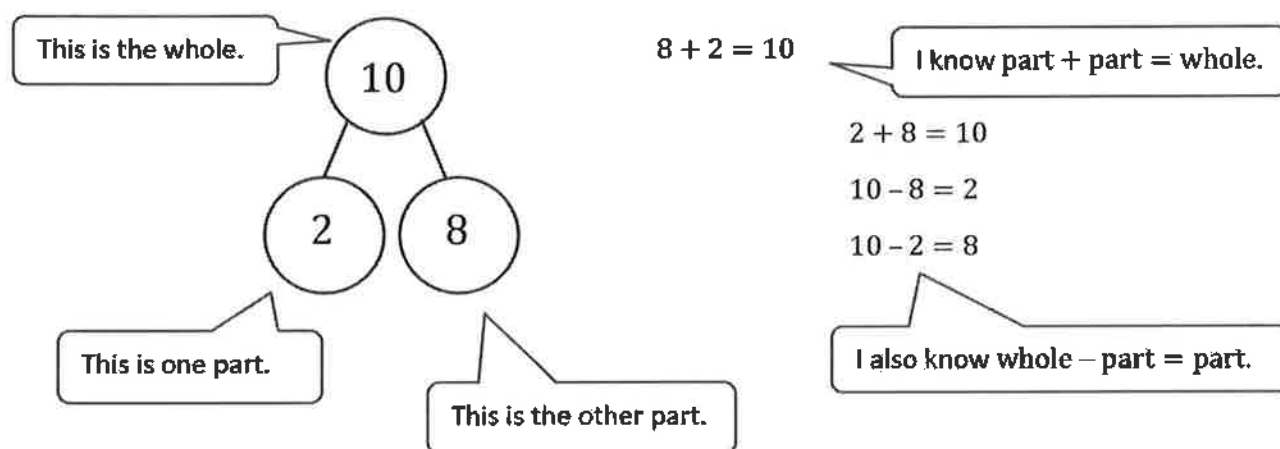 This is the whole.
10
2
8
This is one part.
This is the other part.
8 + 2 = 10
I know part + part = whole.
2 + 8 = 10
10 – 8 = 2
10 – 2 = 8
I also know whole – part = part.